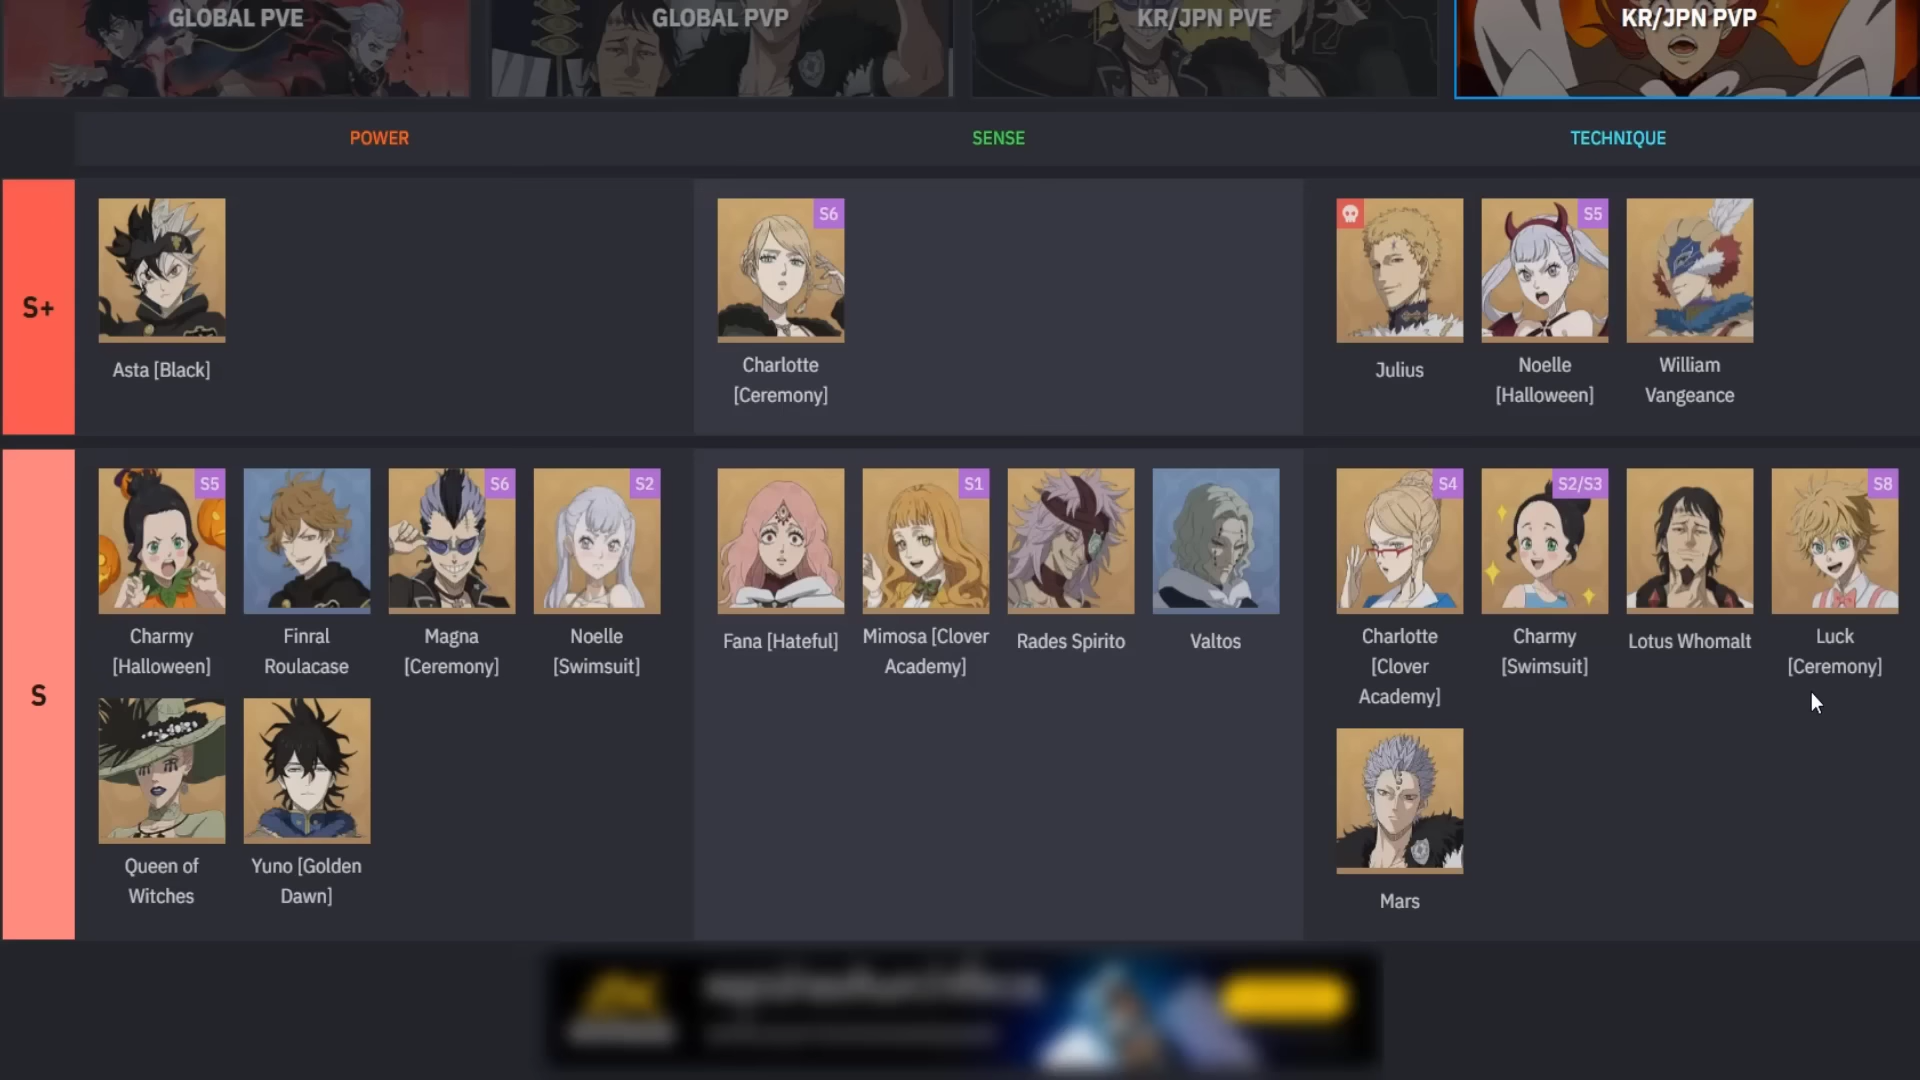 GLOBAL PVE
GLOBAL PVP
KR/JPN PVE
KR/JPN PVP
POWER
SENSE
TECHNIQUE
S+
Asta [Black]
S6
Charlotte
[Ceremony]
Julius
S5
Noelle
[Halloween]
William
Vangeance
S
S5
Charmy
[Halloween]
Finral
Roulacase
S6
Magna
[Ceremony]
S2
Noelle
[Swimsuit]
Queen of
Witches
Yuno [Golden
Dawn]
Fana [Hateful]
S1
Mimosa [Clover
Academy]
Rades Spirito
Valtos
S4
Charlotte
[Clover
Academy]
S2/S3
Charmy
[Swimsuit]
Lotus Whomalt
S8
Luck
[Ceremony]
Mars